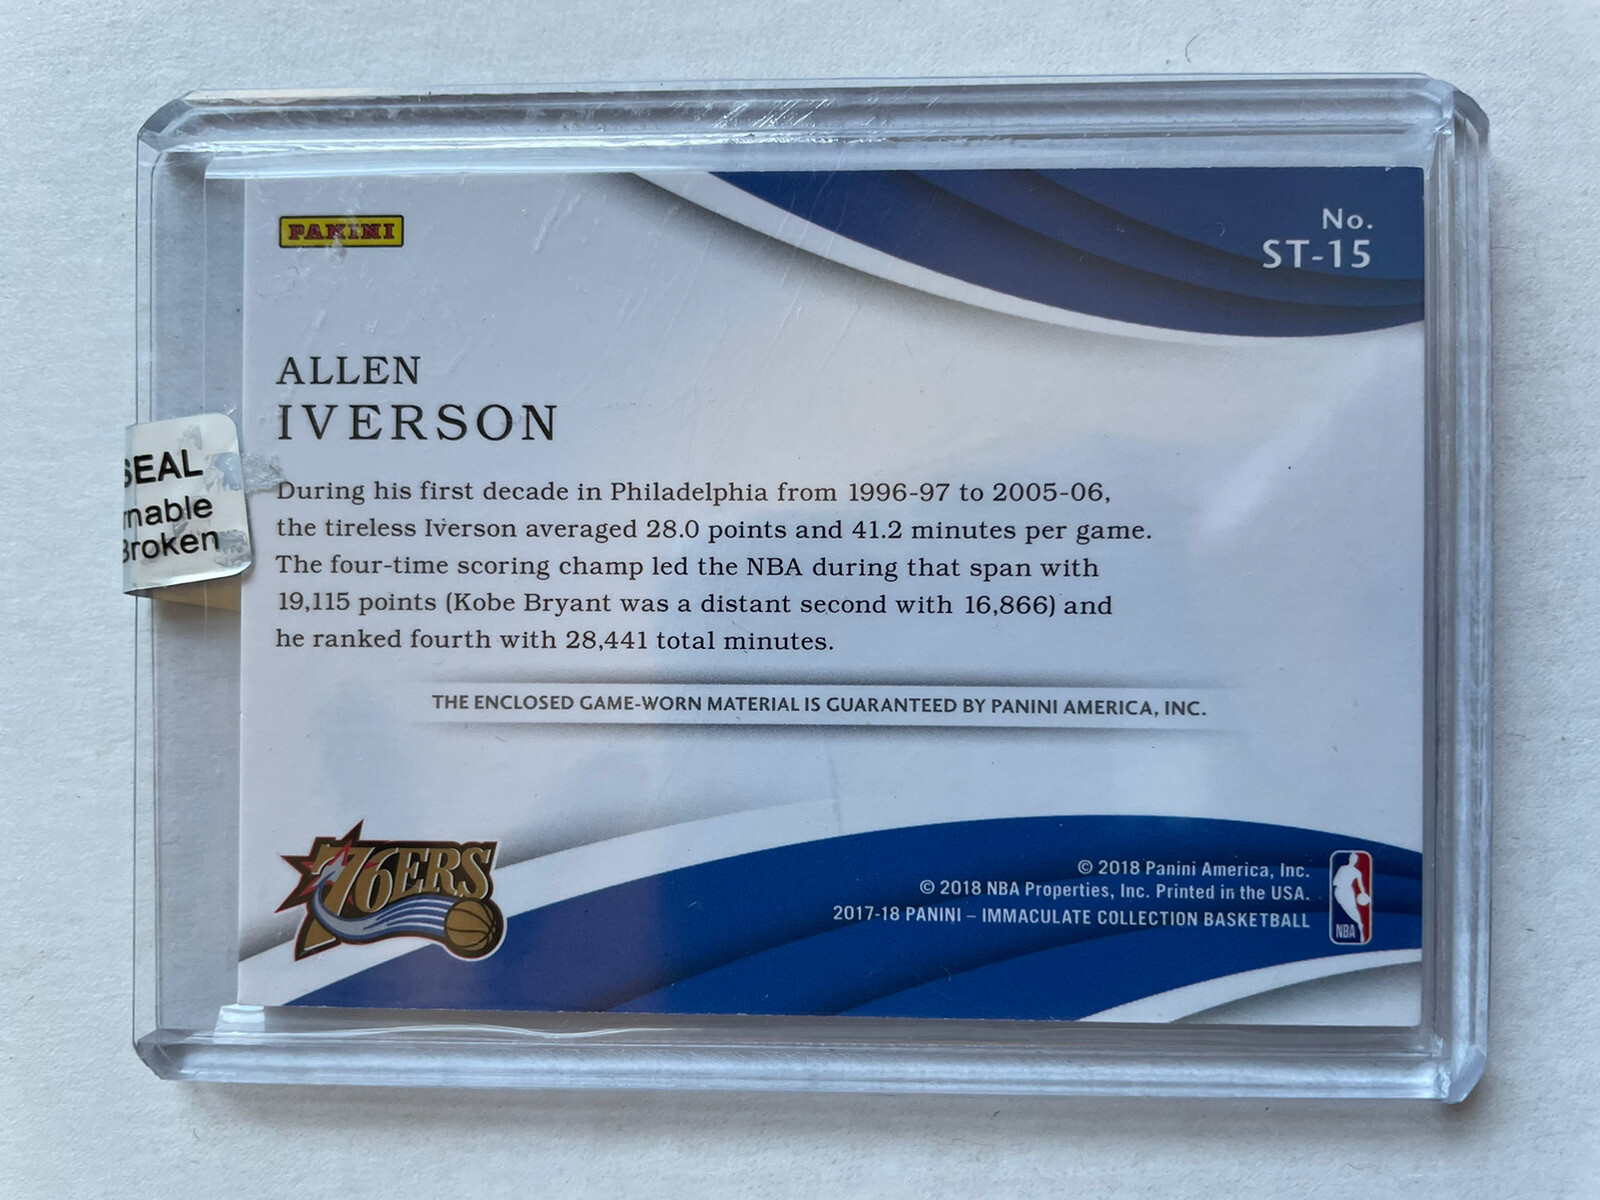 PANINI
No.
ST-15
ALLEN
IVERSON
SEAL
Broken
During his first decade in Philadelphia from 1996-97 to 2005-06,
the tireless Iverson averaged 28.0 points and 41.2 minutes per game.
The four-time scoring champ led the NBA during that span with
19,115 points (Kobe Bryant was a distant second with 16,866) and
he ranked fourth with 28,441 total minutes.
THE ENCLOSED GAME-WORN MATERIAL IS GUARANTEED BY PANINI AMERICA, INC.
76ERS
© 2018 Panini America, Inc.
© 2018 NBA Properties, Inc. Printed in the USA.
2017-18 PANINI – IMMACULATE COLLECTION BASKETBALL
NBA